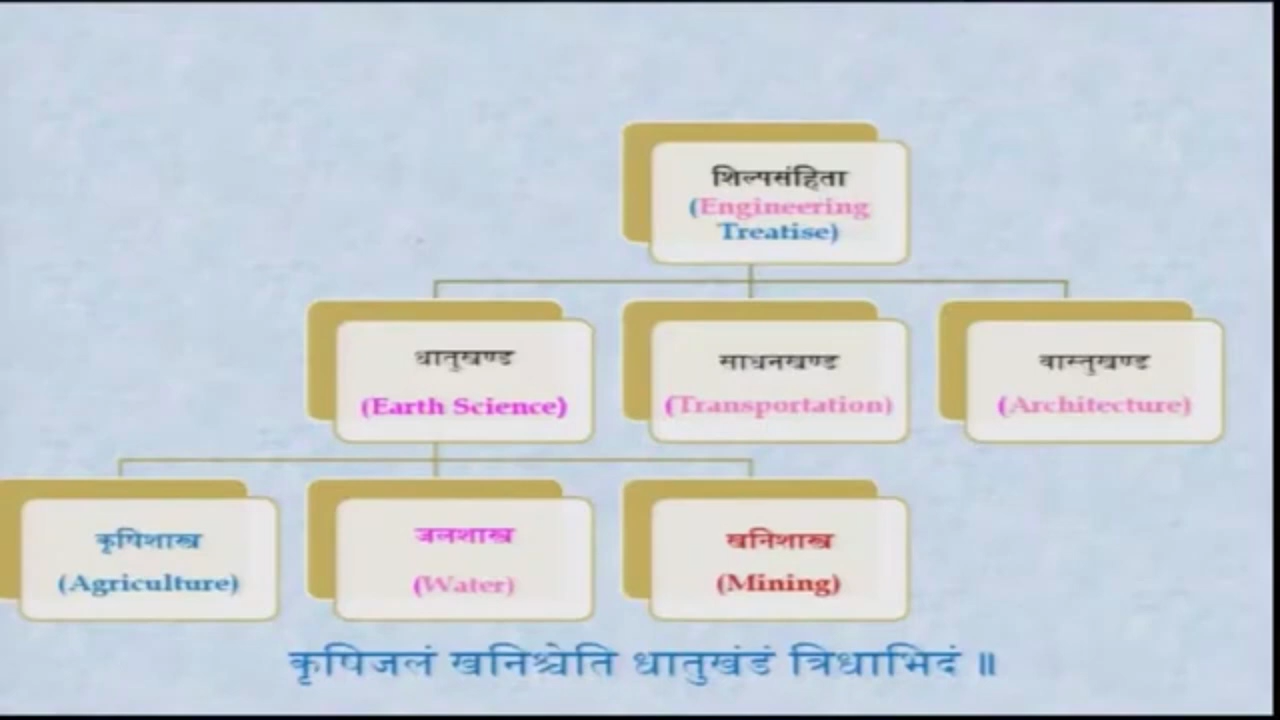 शिल्पसंहिता
(Engineering
Treatise)
धातुखण्ड
(Earth Science)
साधनखण्ड
(Transportation)
वास्तुखण्ड
(Architecture)
कृषिशास्त्र
(Agriculture)
जलशास्त्र
(Water)
खनिशास्त्र
(Mining)
कृषिजलं खनिश्चेति धातुखंडं त्रिधाभिदं ॥